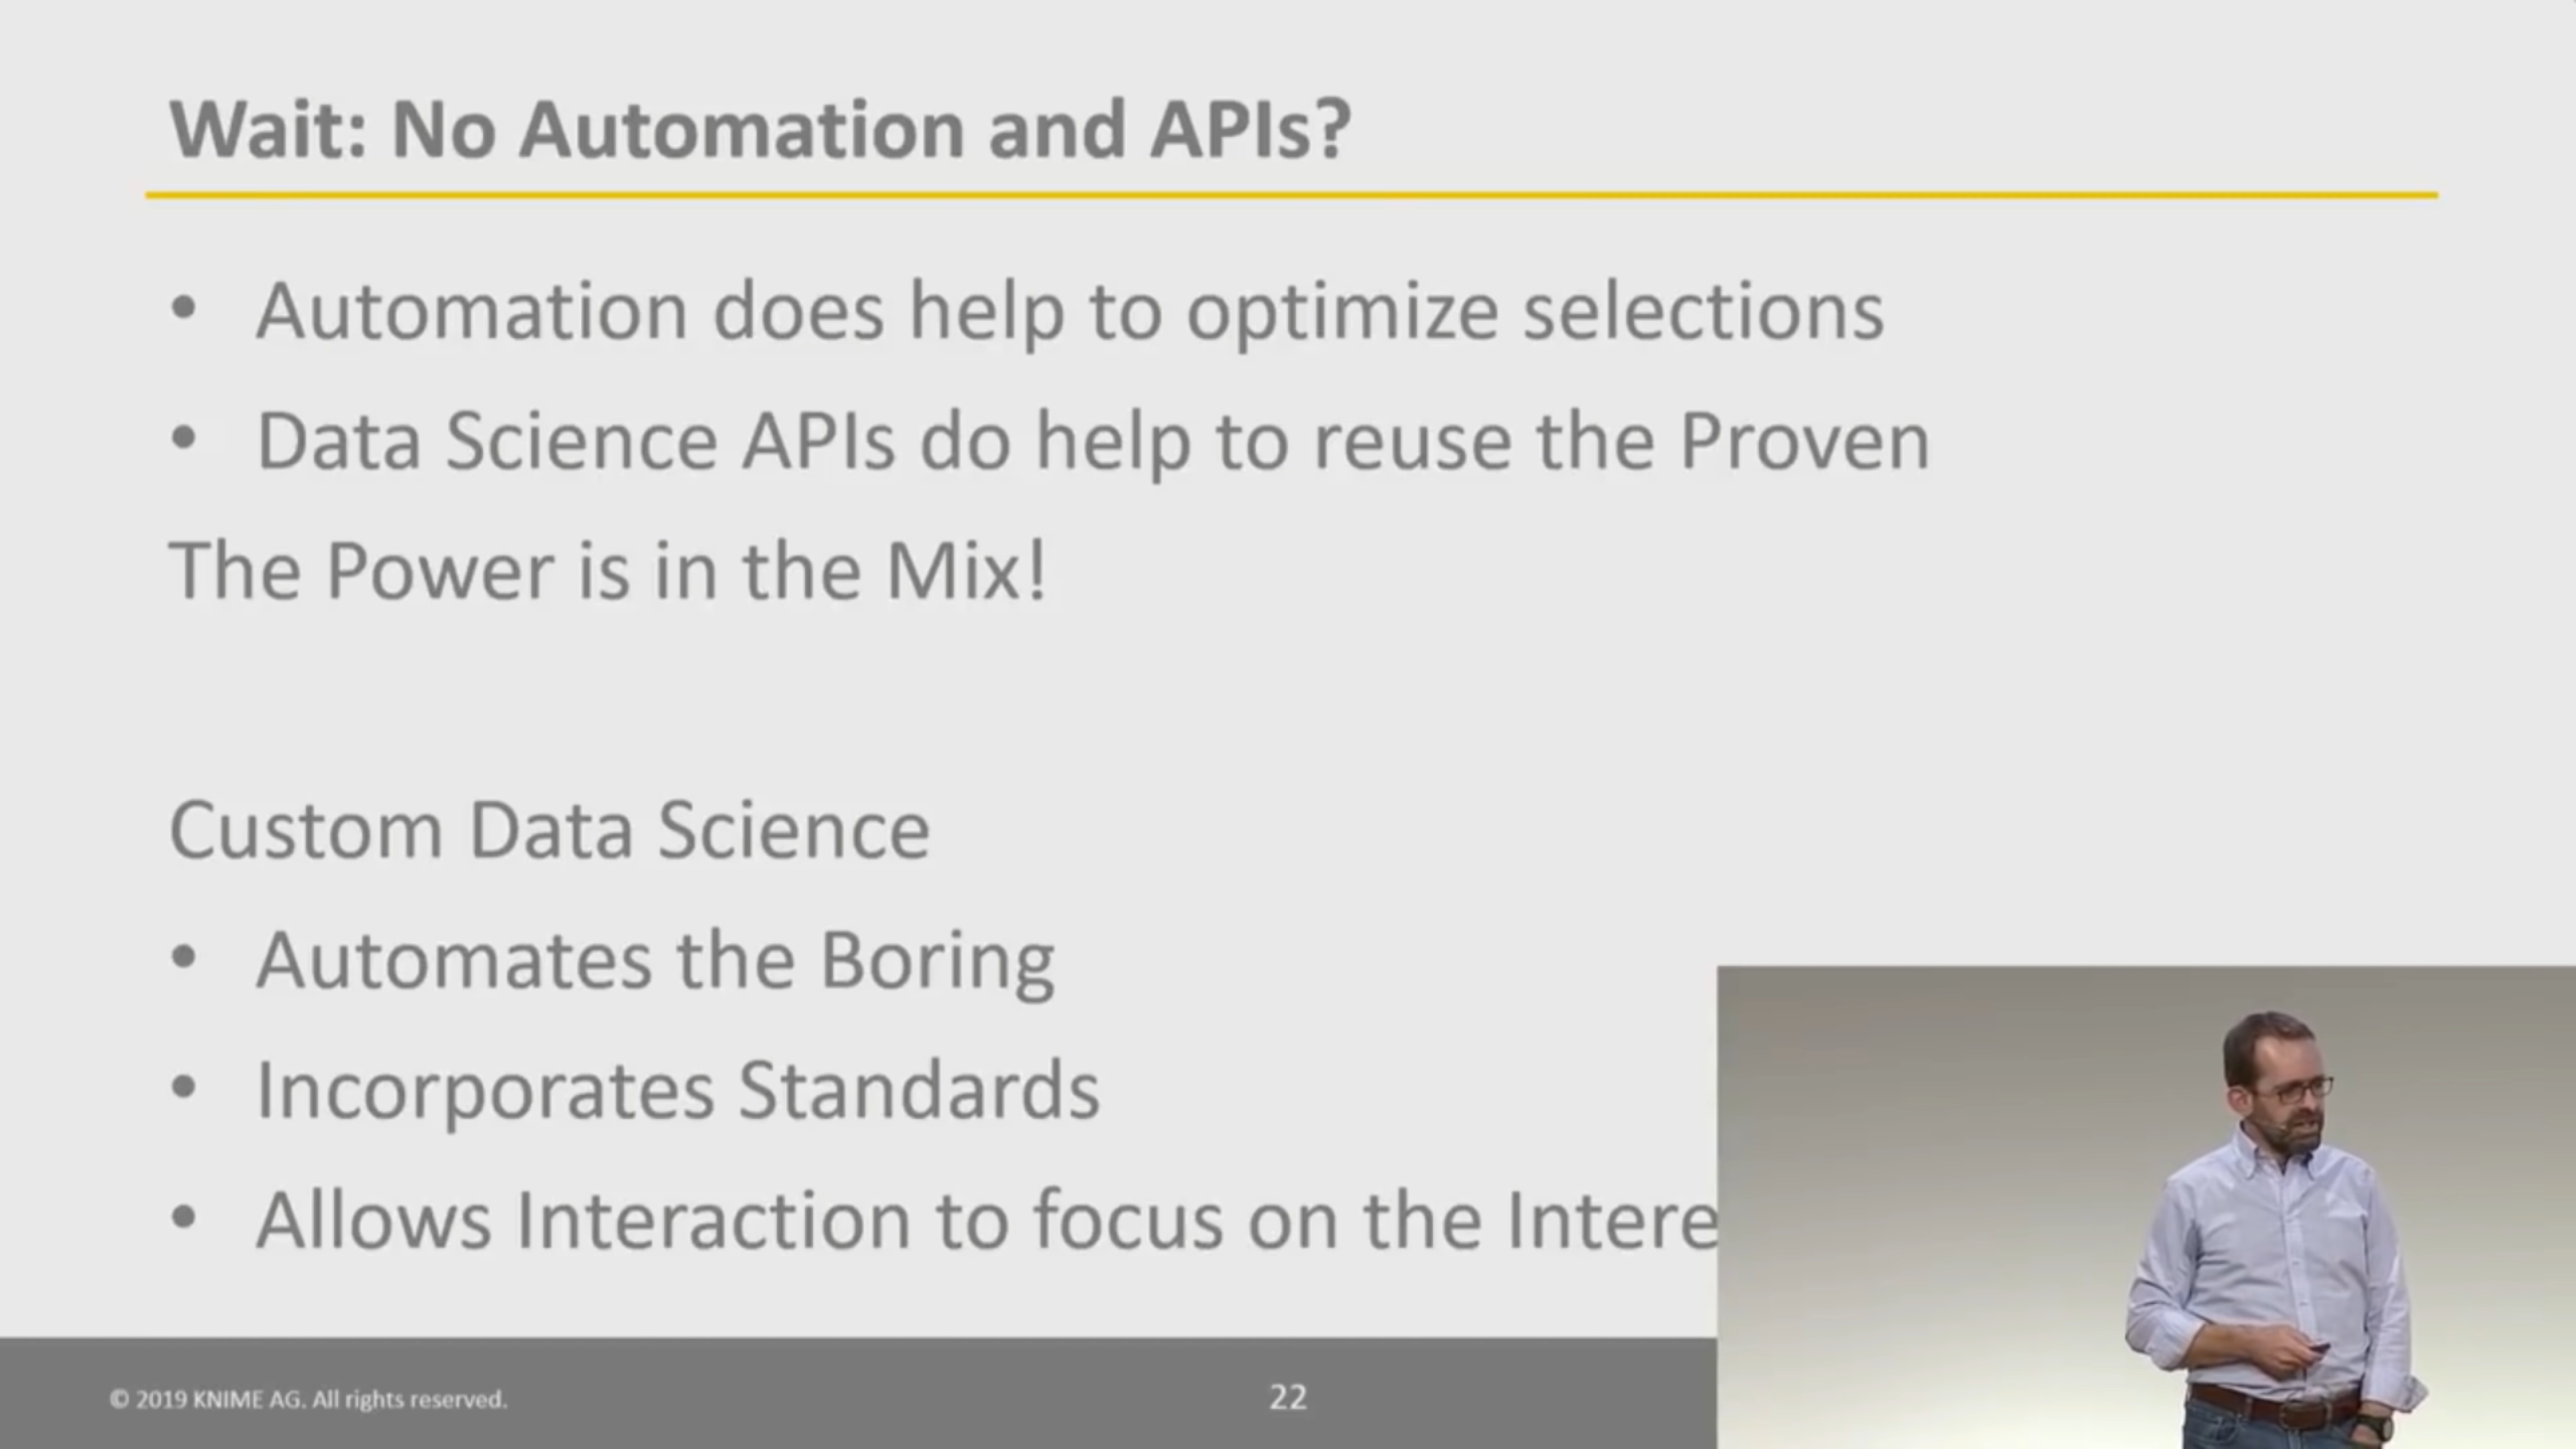 Wait: No Automation and APIs?
• Automation does help to optimize selections
• Data Science APIs do help to reuse the Proven
The Power is in the Mix!
Custom Data Science
• Automates the Boring
• Incorporates Standards
• Allows Interaction to focus on the
© 2019 KNIME AG. All rights reserved.
22